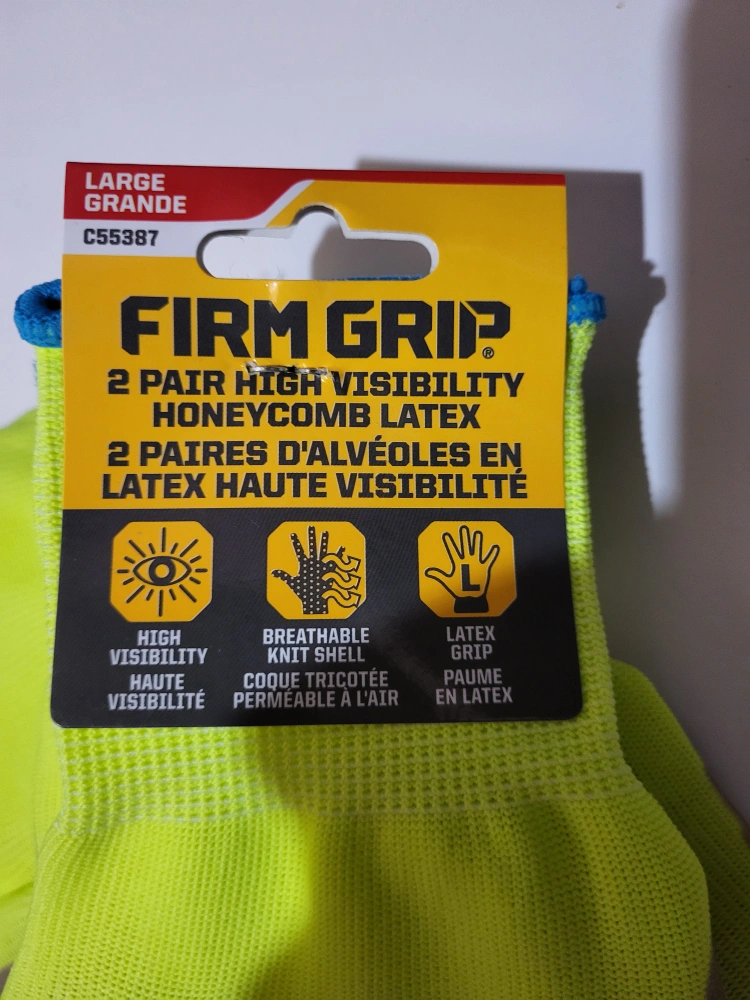 LARGE
GRANDE
C55387
FIRM GRIP®
2 PAIR HIGH VISIBILITY
HONEYCOMB LATEX
2 PAIRES D'ALVÉOLES EN
LATEX HAUTE VISIBILITÉ
L
HIGH
VISIBILITY
HAUTE
VISIBILITÉ
BREATHABLE
KNIT SHELL
COQUE TRICOTÉE
PERMÉABLE À L'AIR
LATEX
GRIP
PAUME
EN LATEX